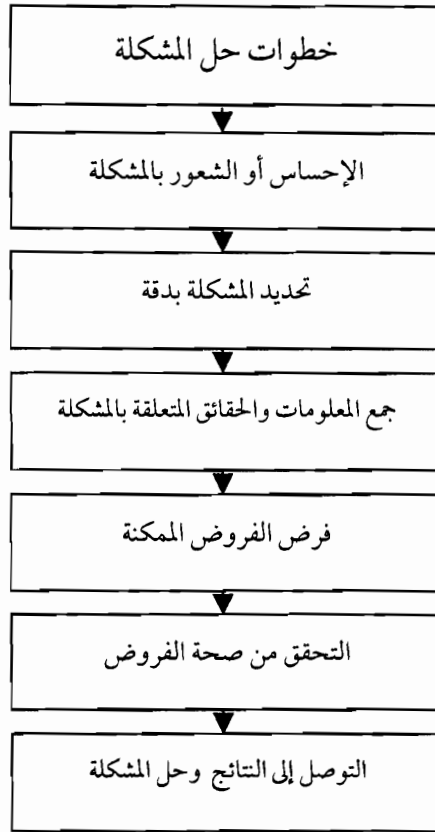 خطوات حل المشكلة
الإحساس أو الشعور بالمشكلة
تحديد المشكلة بدقة
جمع المعلومات والحقائق المتعلقة بالمشكلة
فرض الفروض الممكنة
التحقق من صحة الفروض
التوصل إلى النتائج وحل المشكلة